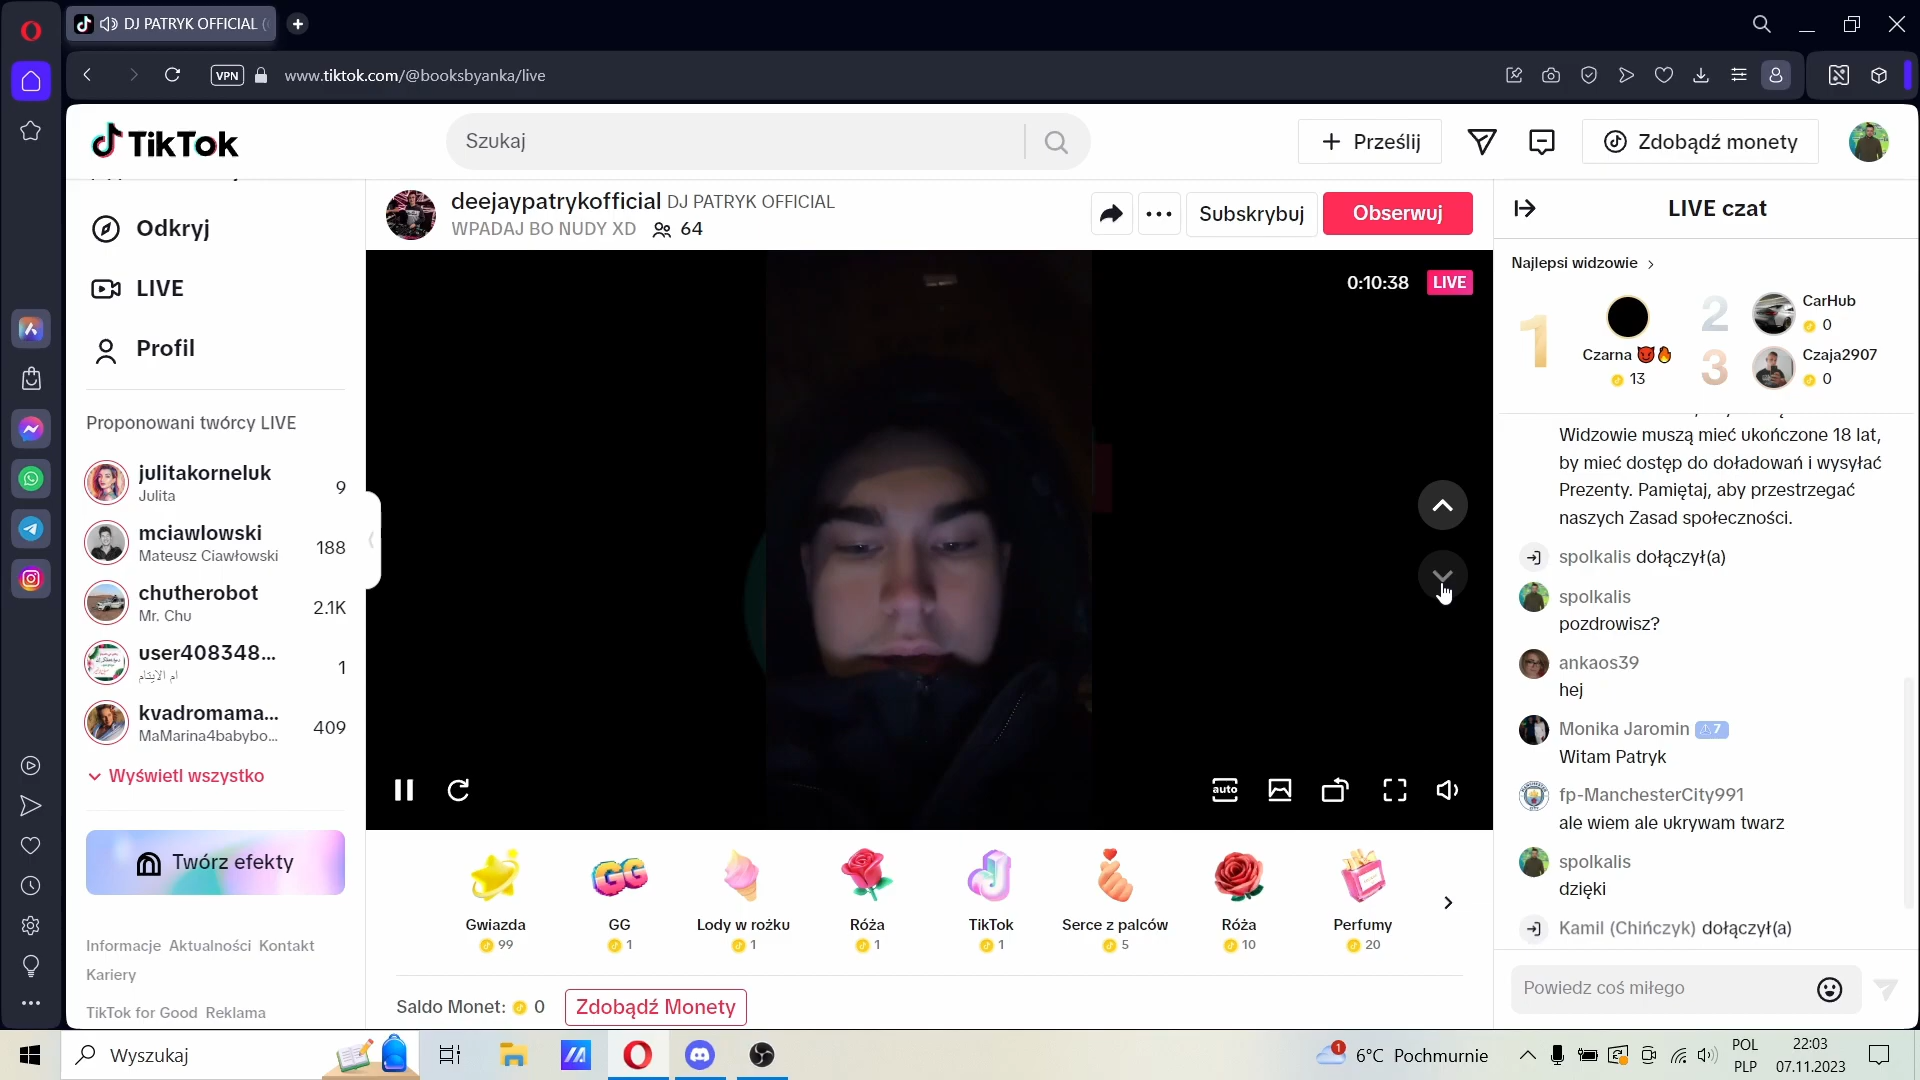 DJ PATRYK OFFICIAL (
VPN
www.tiktok.com/@booksbyanka/live
TikTok
Szukaj
Prześlij
Zdobądź monety
Odkryj
LIVE
Profil
Proponowani twórcy LIVE
julitakorneluk
Julita
9
mciawlowski
Mateusz Ciawłowski
188
chutherobot
Mr. Chu
2.1K
user408348...
ام الايتام
1
kvadromama...
MaMarina4babybo...
409
Wyświetl wszystko
Twórz efekty
Informacje Aktualności Kontakt
Kariery
TikTok for Good Reklama
deejaypatrykofficial DJ PATRYK OFFICIAL
WPADAJ BO NUDY XD 64
Subskrybuj
Obserwuj
0:10:38 LIVE
auto
Gwiazda
99
GG
GG
1
Lody w rożku
1
Róża
1
TikTok
1
Serce z palców
5
Róża
10
Perfumy
20
Saldo Monet: 0
Zdobądź Monety
LIVE czat
Najlepsi widzowie
1
Czarna 😈🔥
13
2
CarHub
0
3
Czaja2907
0
Widzowie muszą mieć ukończone 18 lat,
by mieć dostęp do doładowań i wysyłać
Prezenty. Pamiętaj, aby przestrzegać
naszych Zasad społeczności.
spolkalis dołączył(a)
spolkalis
pozdrowisz?
ankaos39
hej
Monika Jaromin 7
Witam Patryk
fp-ManchesterCity991
ale wiem ale ukrywam twarz
spolkalis
dzięki
Kamil (Chińczyk) dołączył(a)
Powiedz coś miłego
Wyszukaj
1
6°C Pochmurnie
POL
PLP
22:03
07.11.2023